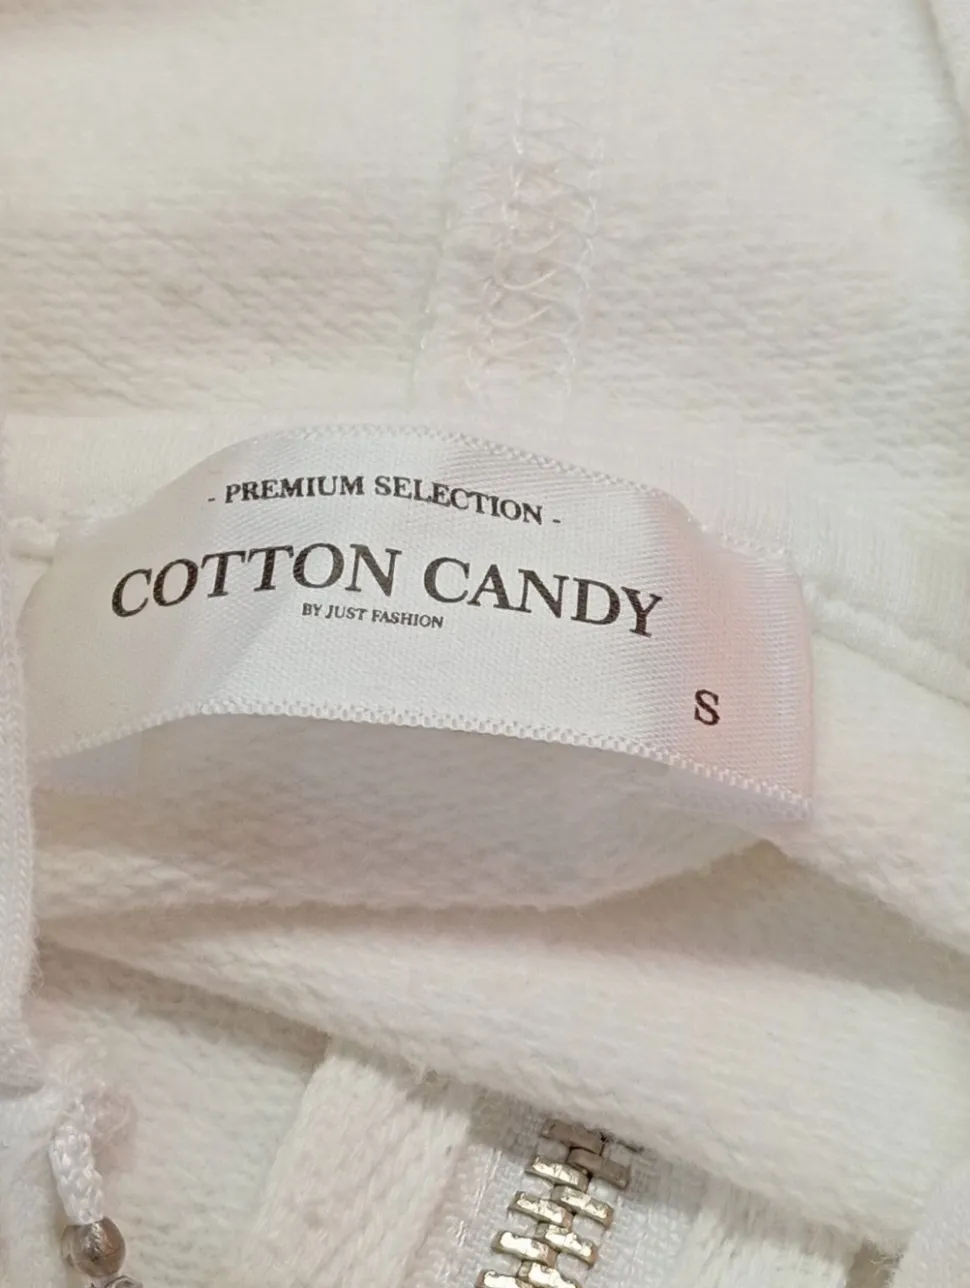 - PREMIUM SELECTION -
COTTON CANDY
BY JUST FASHION
S